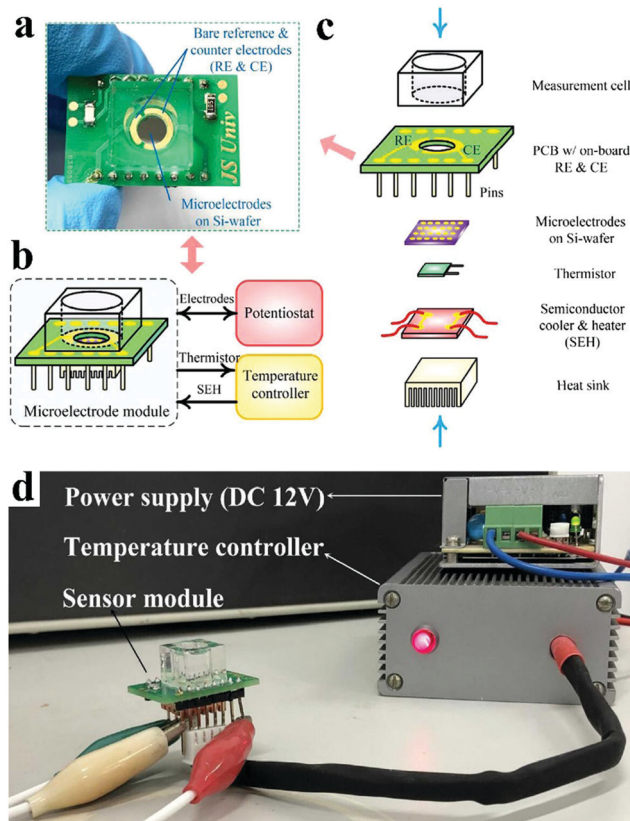 a
Bare reference &
counter electrodes
(RE & CE)
JS Univ
Microelectrodes
on Si-wafer
b
Electrodes
Potentiostat
Thermistor
SEH
Temperature
controller
Microelectrode module
c
Measurement cell
RE
CE
PCB w/ on-board
RE & CE
Pins
Microelectrodes
on Si-wafer
Thermistor
Semiconductor
cooler & heater
(SEH)
Heat sink
d
Power supply (DC 12V)
Temperature controller
Sensor module